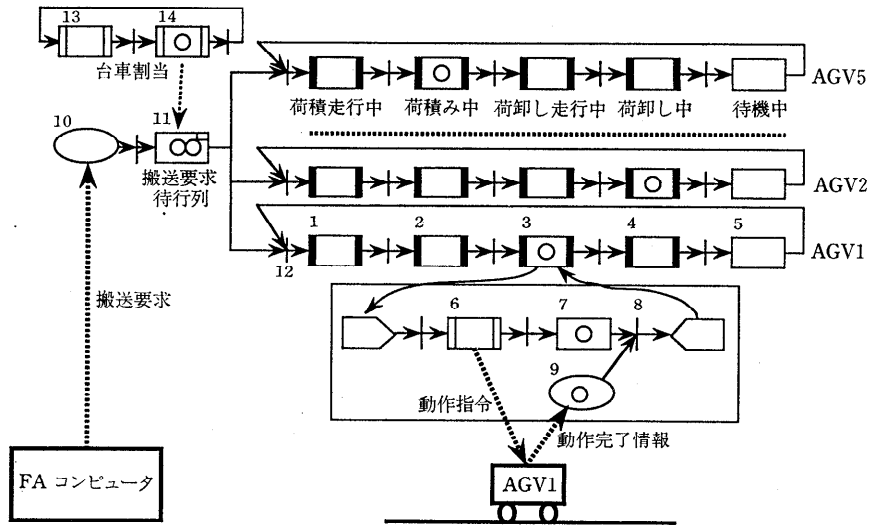 13
14
台車割当
荷積走行中
荷積み中
荷卸し走行中
荷卸し中
待機中
AGV5
10
11
搬送要求
待行列
AGV2
1
2
3
4
5
AGV1
12
搬送要求
6
7
8
9
動作指令
動作完了情報
FA コンピュータ
AGV1